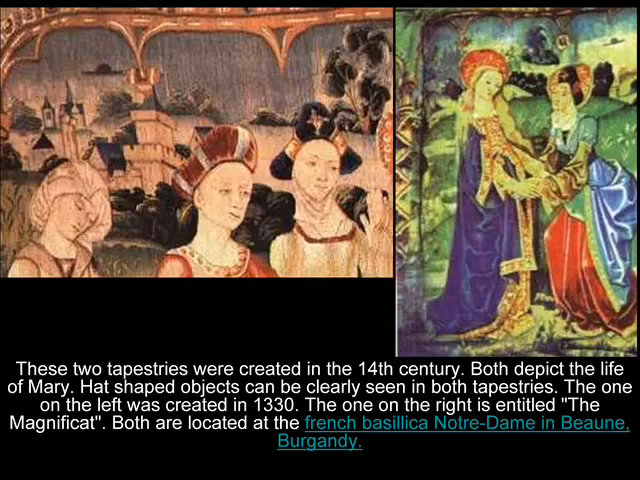 These two tapestries were created in the 14th century. Both depict the life
of Mary. Hat shaped objects can be clearly seen in both tapestries. The one
on the left was created in 1330. The one on the right is entitled "The
Magnificat". Both are located at the french basillica Notre-Dame in Beaune,
Burgandy.